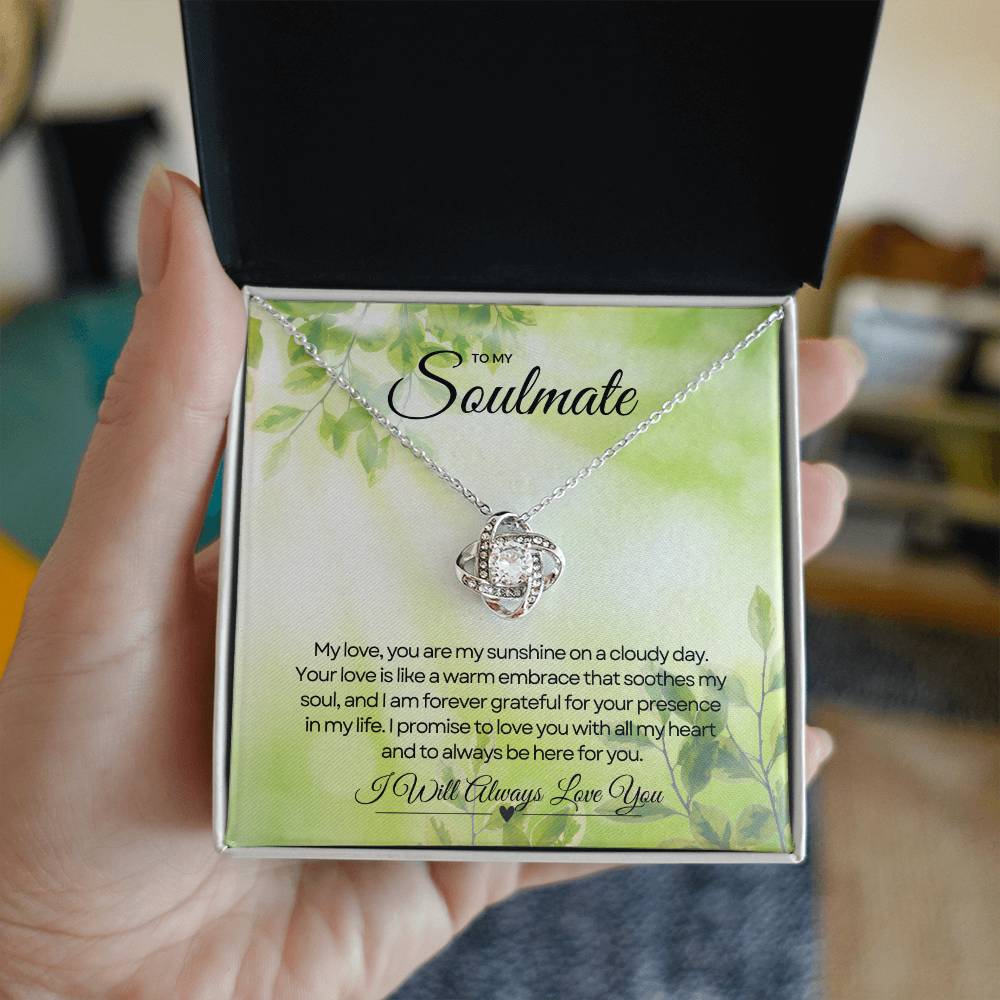 TO MY
Soulmate
My love, you are my sunshine on a cloudy day.
Your love is like a warm embrace that soothes my
soul, and I am forever grateful for your presence
in my life. I promise to love you with all my heart
and to always be here for you.
I Will Always Love You